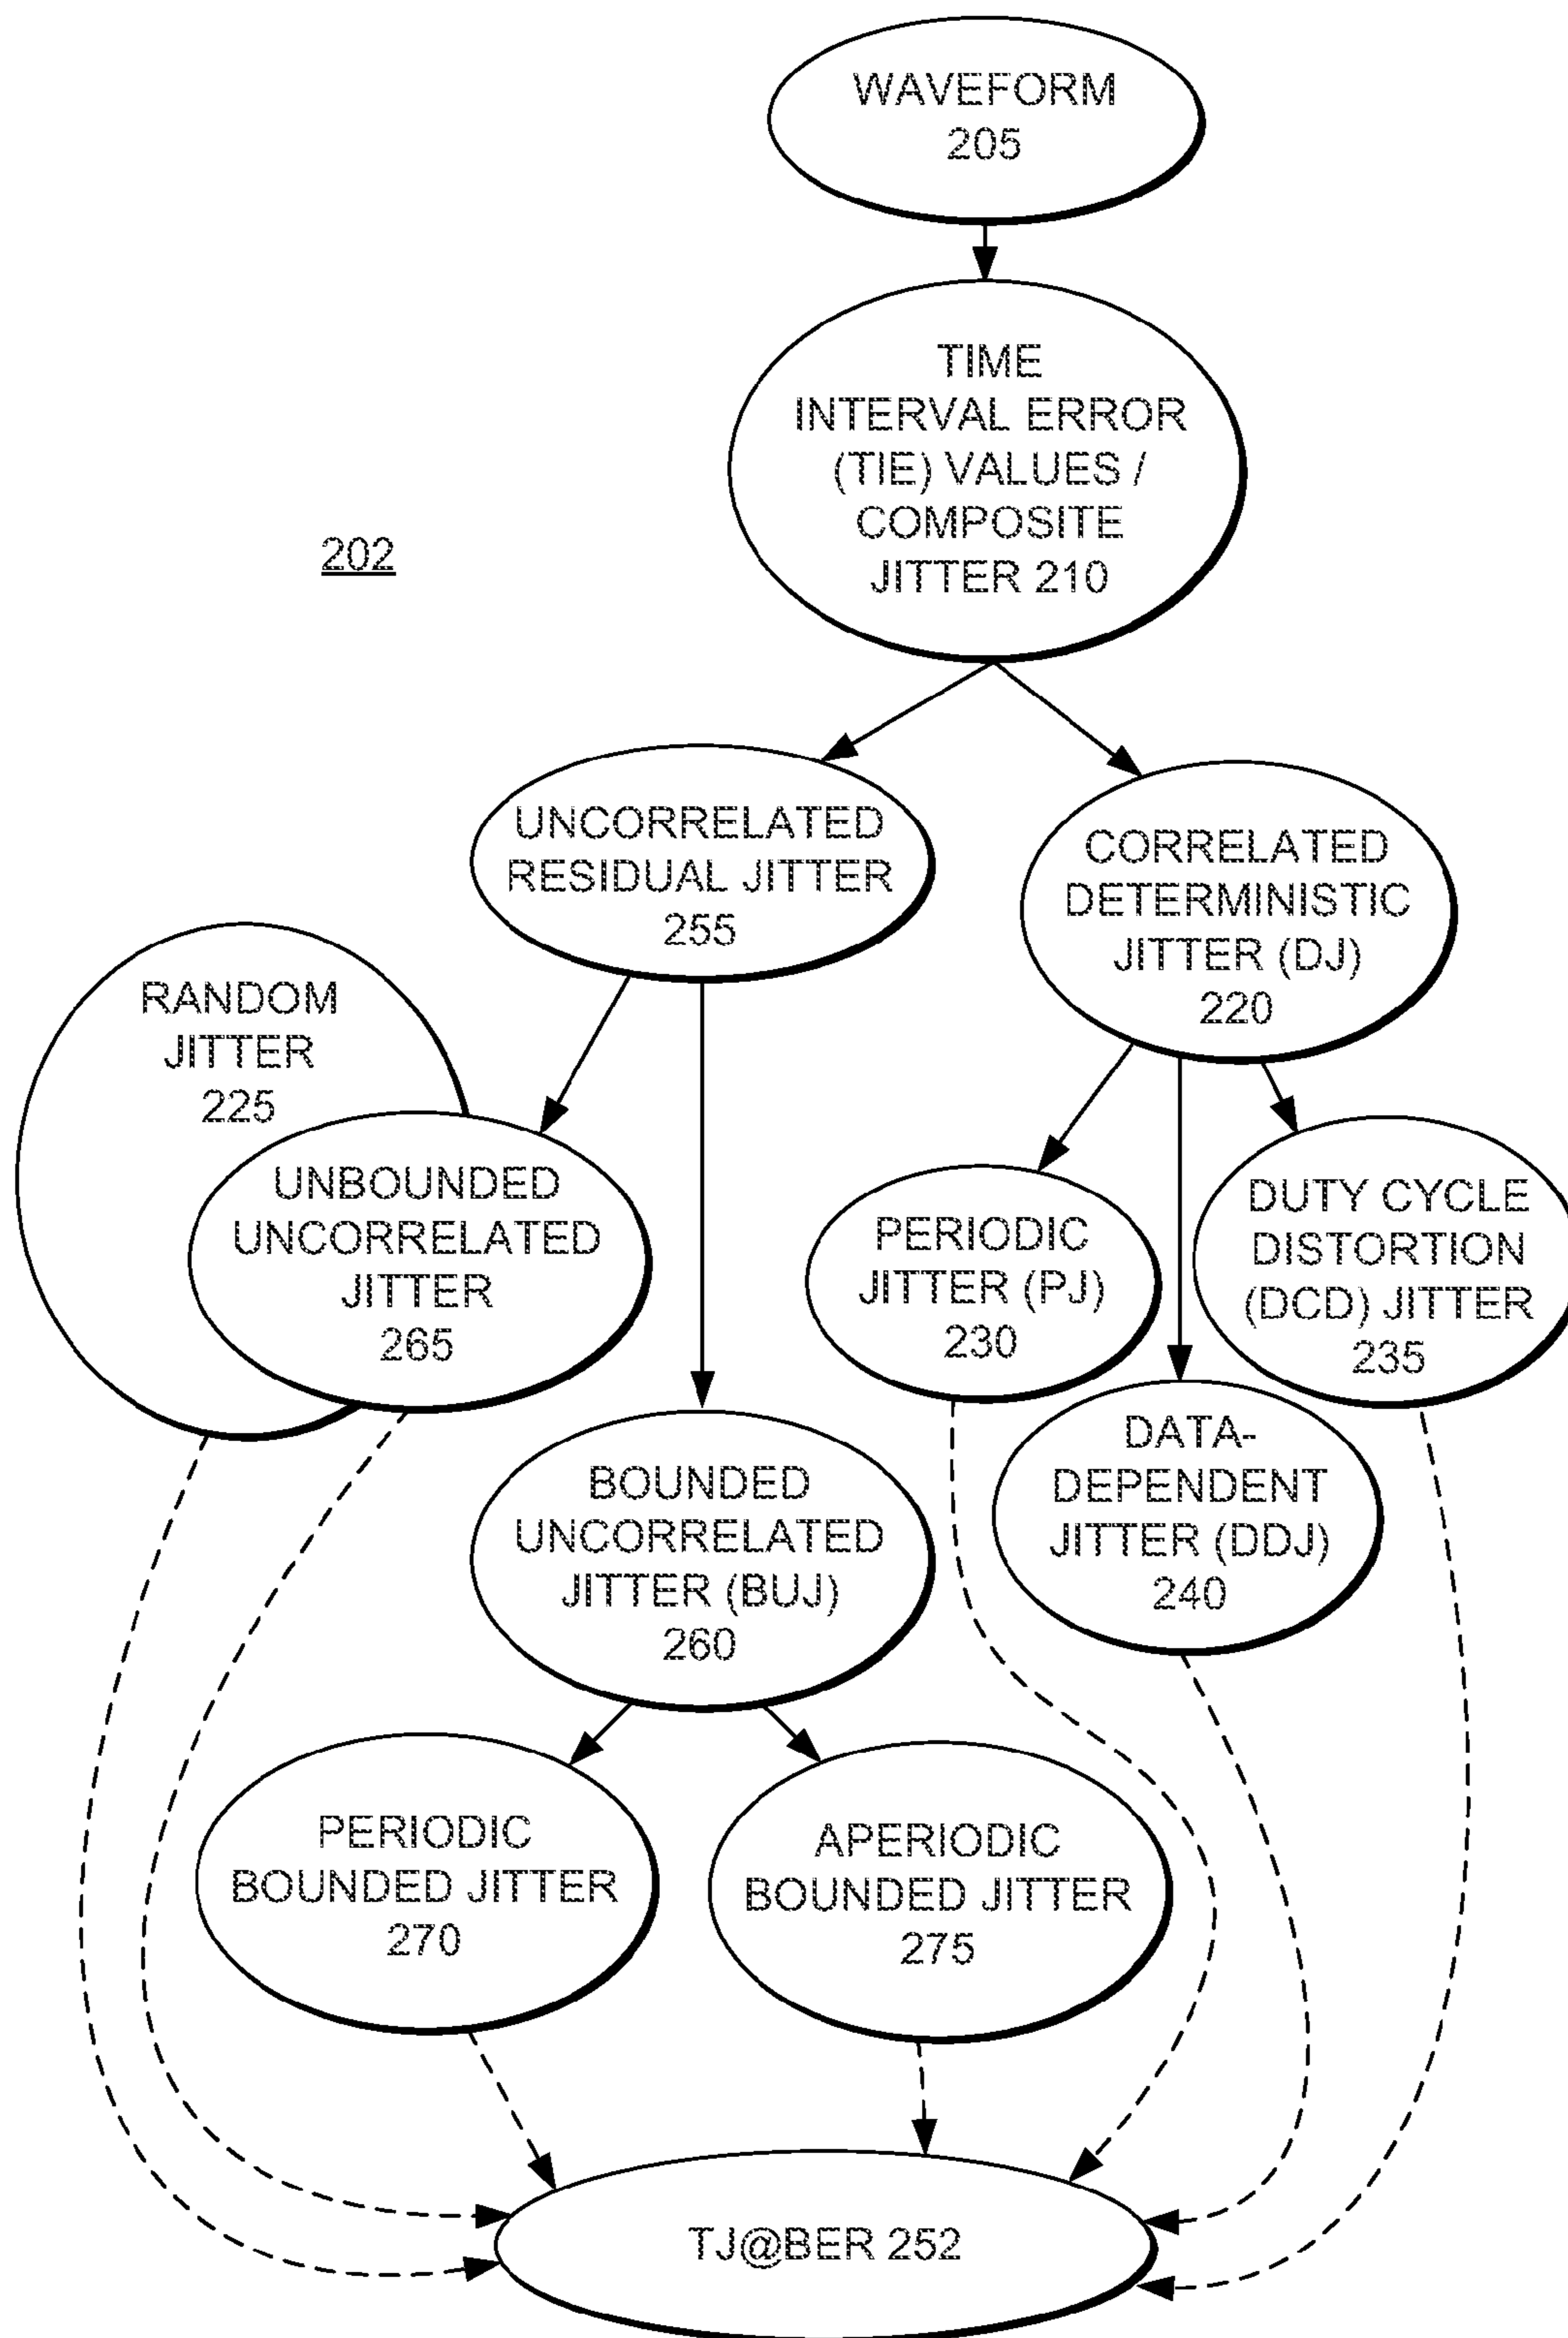 WAVEFORM
205
TIME
INTERVAL ERROR
(TIE) VALUES /
COMPOSITE
JITTER 210
202
UNCORRELATED
RESIDUAL JITTER
255
CORRELATED
DETERMINISTIC
JITTER (DJ)
220
RANDOM
JITTER
225
UNBOUNDED
UNCORRELATED
JITTER
265
PERIODIC
JITTER (PJ)
230
DUTY CYCLE
DISTORTION
(DCD) JITTER
235
BOUNDED
UNCORRELATED
JITTER (BUJ)
260
DATA-
DEPENDENT
JITTER (DDJ)
240
PERIODIC
BOUNDED JITTER
270
APERIODIC
BOUNDED JITTER
275
TJ@BER 252